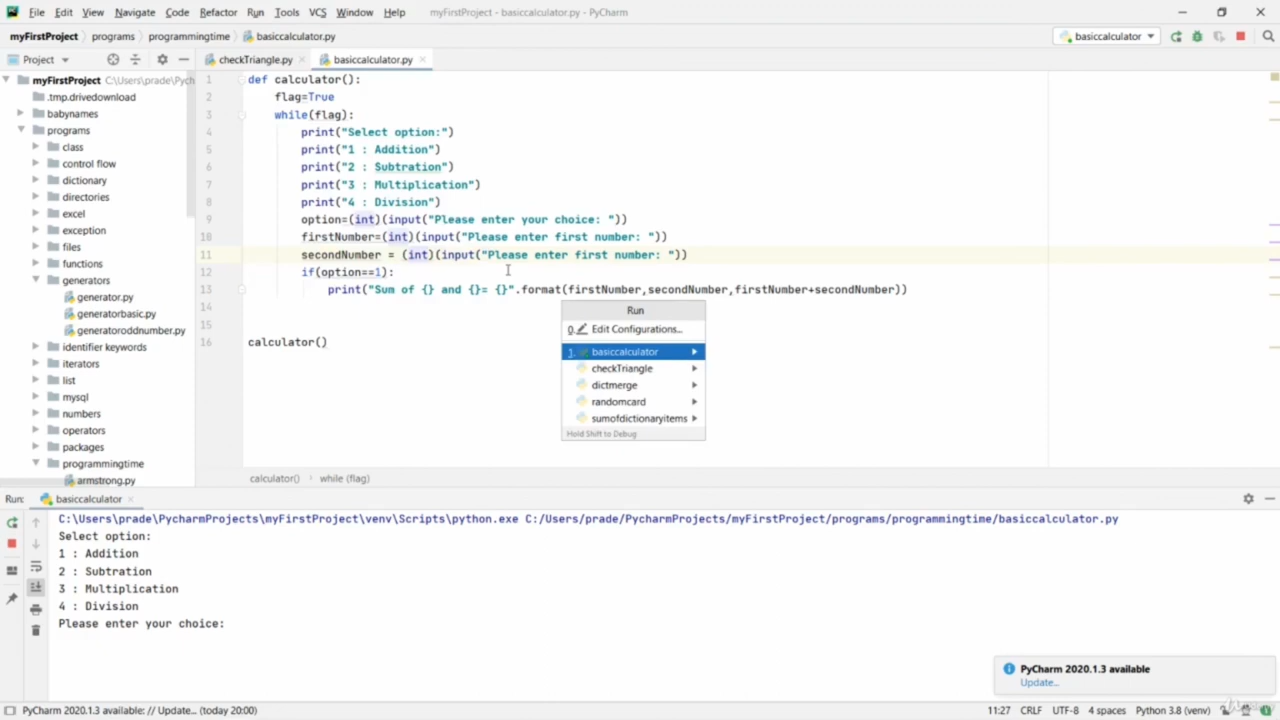 File Edit View Navigate Code Refactor Run Tools VCS Window Help myFirstProject - basiccalculator.py - PyCharm
myFirstProject programs programmingtime basiccalculator.py basiccalculator
Project checkTriangle.py basiccalculator.py
myFirstProject C:\Users\prade\Pych
.tmp.drivedownload
babynames
programs
class
control flow
dictionary
directories
excel
exception
files
functions
generators
generator.py
generatorbasic.py
generatoroddnumber.py
identifier keywords
iterators
list
mysql
numbers
operators
packages
programmingtime
armstrong.py
1 def calculator():
2 flag=True
3 while(flag):
4 print("Select option:")
5 print("1 : Addition")
6 print("2 : Subtration")
7 print("3 : Multiplication")
8 print("4 : Division")
9 option=(int)(input("Please enter your choice: "))
10 firstNumber=(int)(input("Please enter first number: "))
11 secondNumber = (int)(input("Please enter first number: "))
12 if(option==1):
13 print("Sum of {} and {}= {}".format(firstNumber,secondNumber,firstNumber+secondNumber))
14
15
16 calculator()
Run
0. Edit Configurations...
1. basiccalculator
checkTriangle
dictmerge
randomcard
sumofdictionaryitems
Hold Shift to Debug
calculator() while (flag)
Run: basiccalculator
C:\Users\prade\PycharmProjects\myFirstProject\venv\Scripts\python.exe C:/Users/prade/PycharmProjects/myFirstProject/programs/programmingtime/basiccalculator.py
Select option:
1 : Addition
2 : Subtration
3 : Multiplication
4 : Division
Please enter your choice:
PyCharm 2020.1.3 available
Update...
PyCharm 2020.1.3 available: // Update... (today 20:00) 11:27 CRLF UTF-8 4 spaces Python 3.8 (venv)